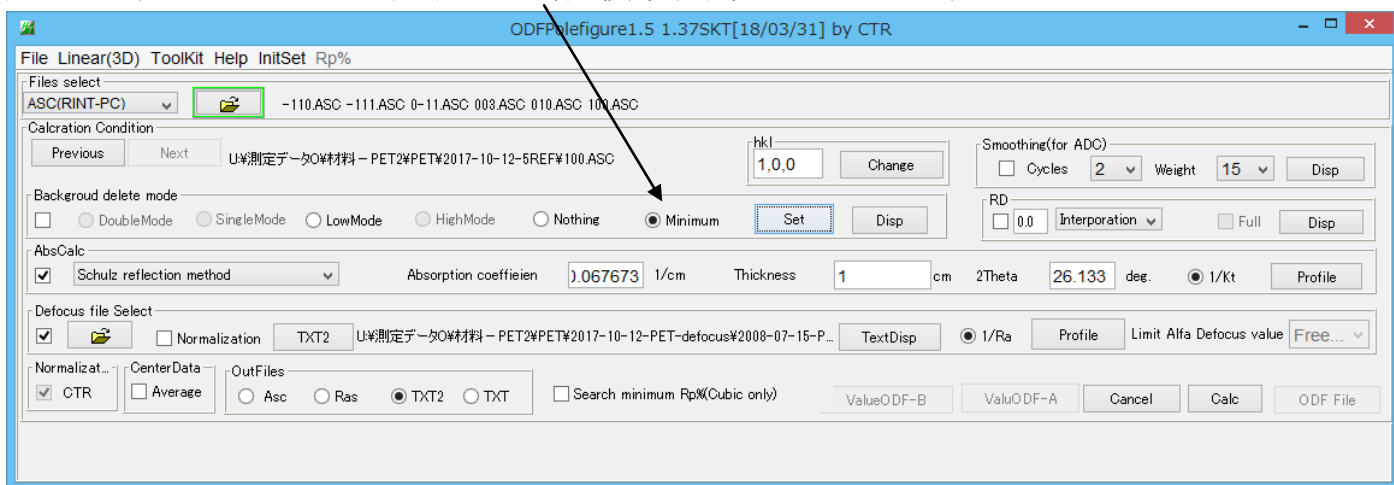 ODFPolefigure1.5 1.37SKT[18/03/31] by CTR
File Linear(3D) ToolKit Help InitSet Rp%
Files select
ASC(RINT-PC) -110.ASC -111.ASC 0-11.ASC 003.ASC 010.ASC 100.ASC
Calcration Condition
Previous Next U:¥測定データO¥材料－PET2¥PET¥2017-10-12-5REF¥100.ASC
hkl
1,0,0 Change
Smoothing(for ADC)
Cycles 2 Weight 15 Disp
Backgroud delete mode
DoubleMode SingleMode LowMode HighMode Nothing Minimum Set Disp
RD
0.0 Interporation Full Disp
AbsCalc
Schulz reflection method Absorption coeffieien 0.067673 1/cm Thickness 1 cm 2Theta 26.133 deg. 1/Kt Profile
Defocus file Select
Normalization TXT2 U:¥測定データO¥材料－PET2¥PET¥2017-10-12-PET-defocus¥2008-07-15-P... TextDisp 1/Ra Profile Limit Alfa Defocus value Free...
Normalizat...
CTR
CenterData
Average
OutFiles
Asc Ras TXT2 TXT
Search minimum Rp%(Cubic only) ValueODF-B ValuODF-A Cancel Calc ODF File